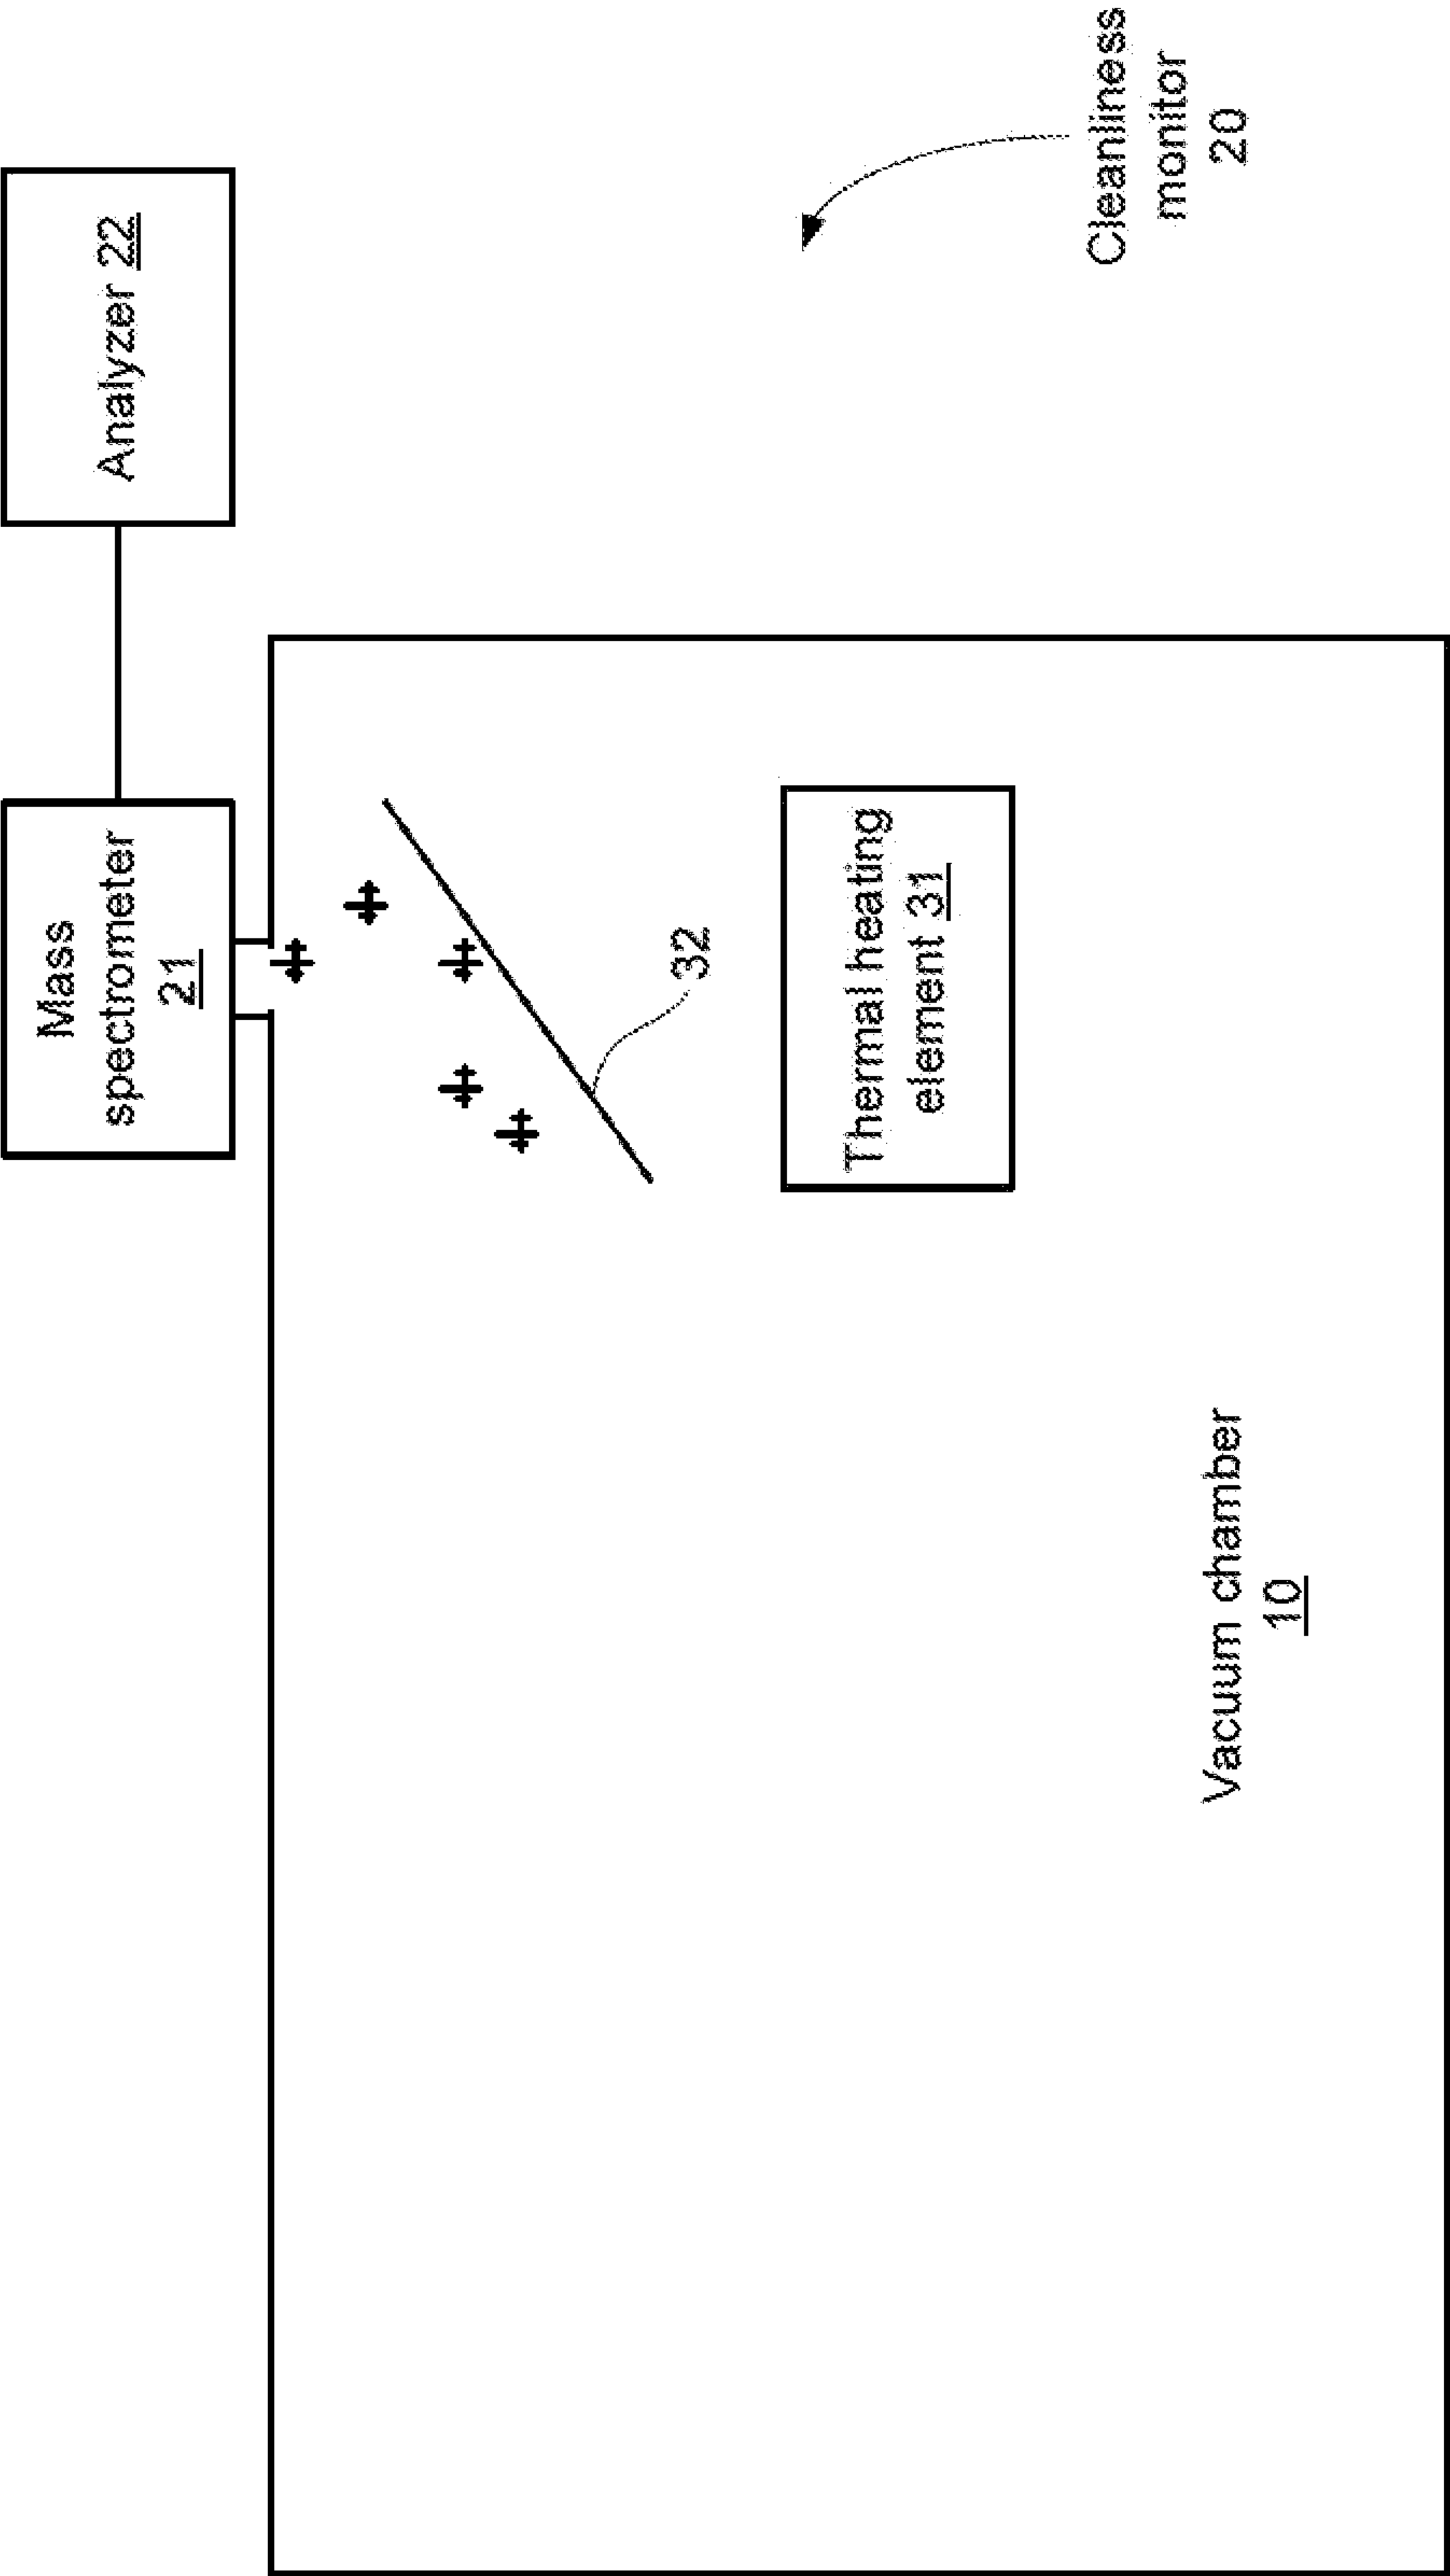 Mass
spectrometer
21
Analyzer 22
32
Thermal heating
element 31
Vacuum chamber
10
Cleanliness
monitor
20